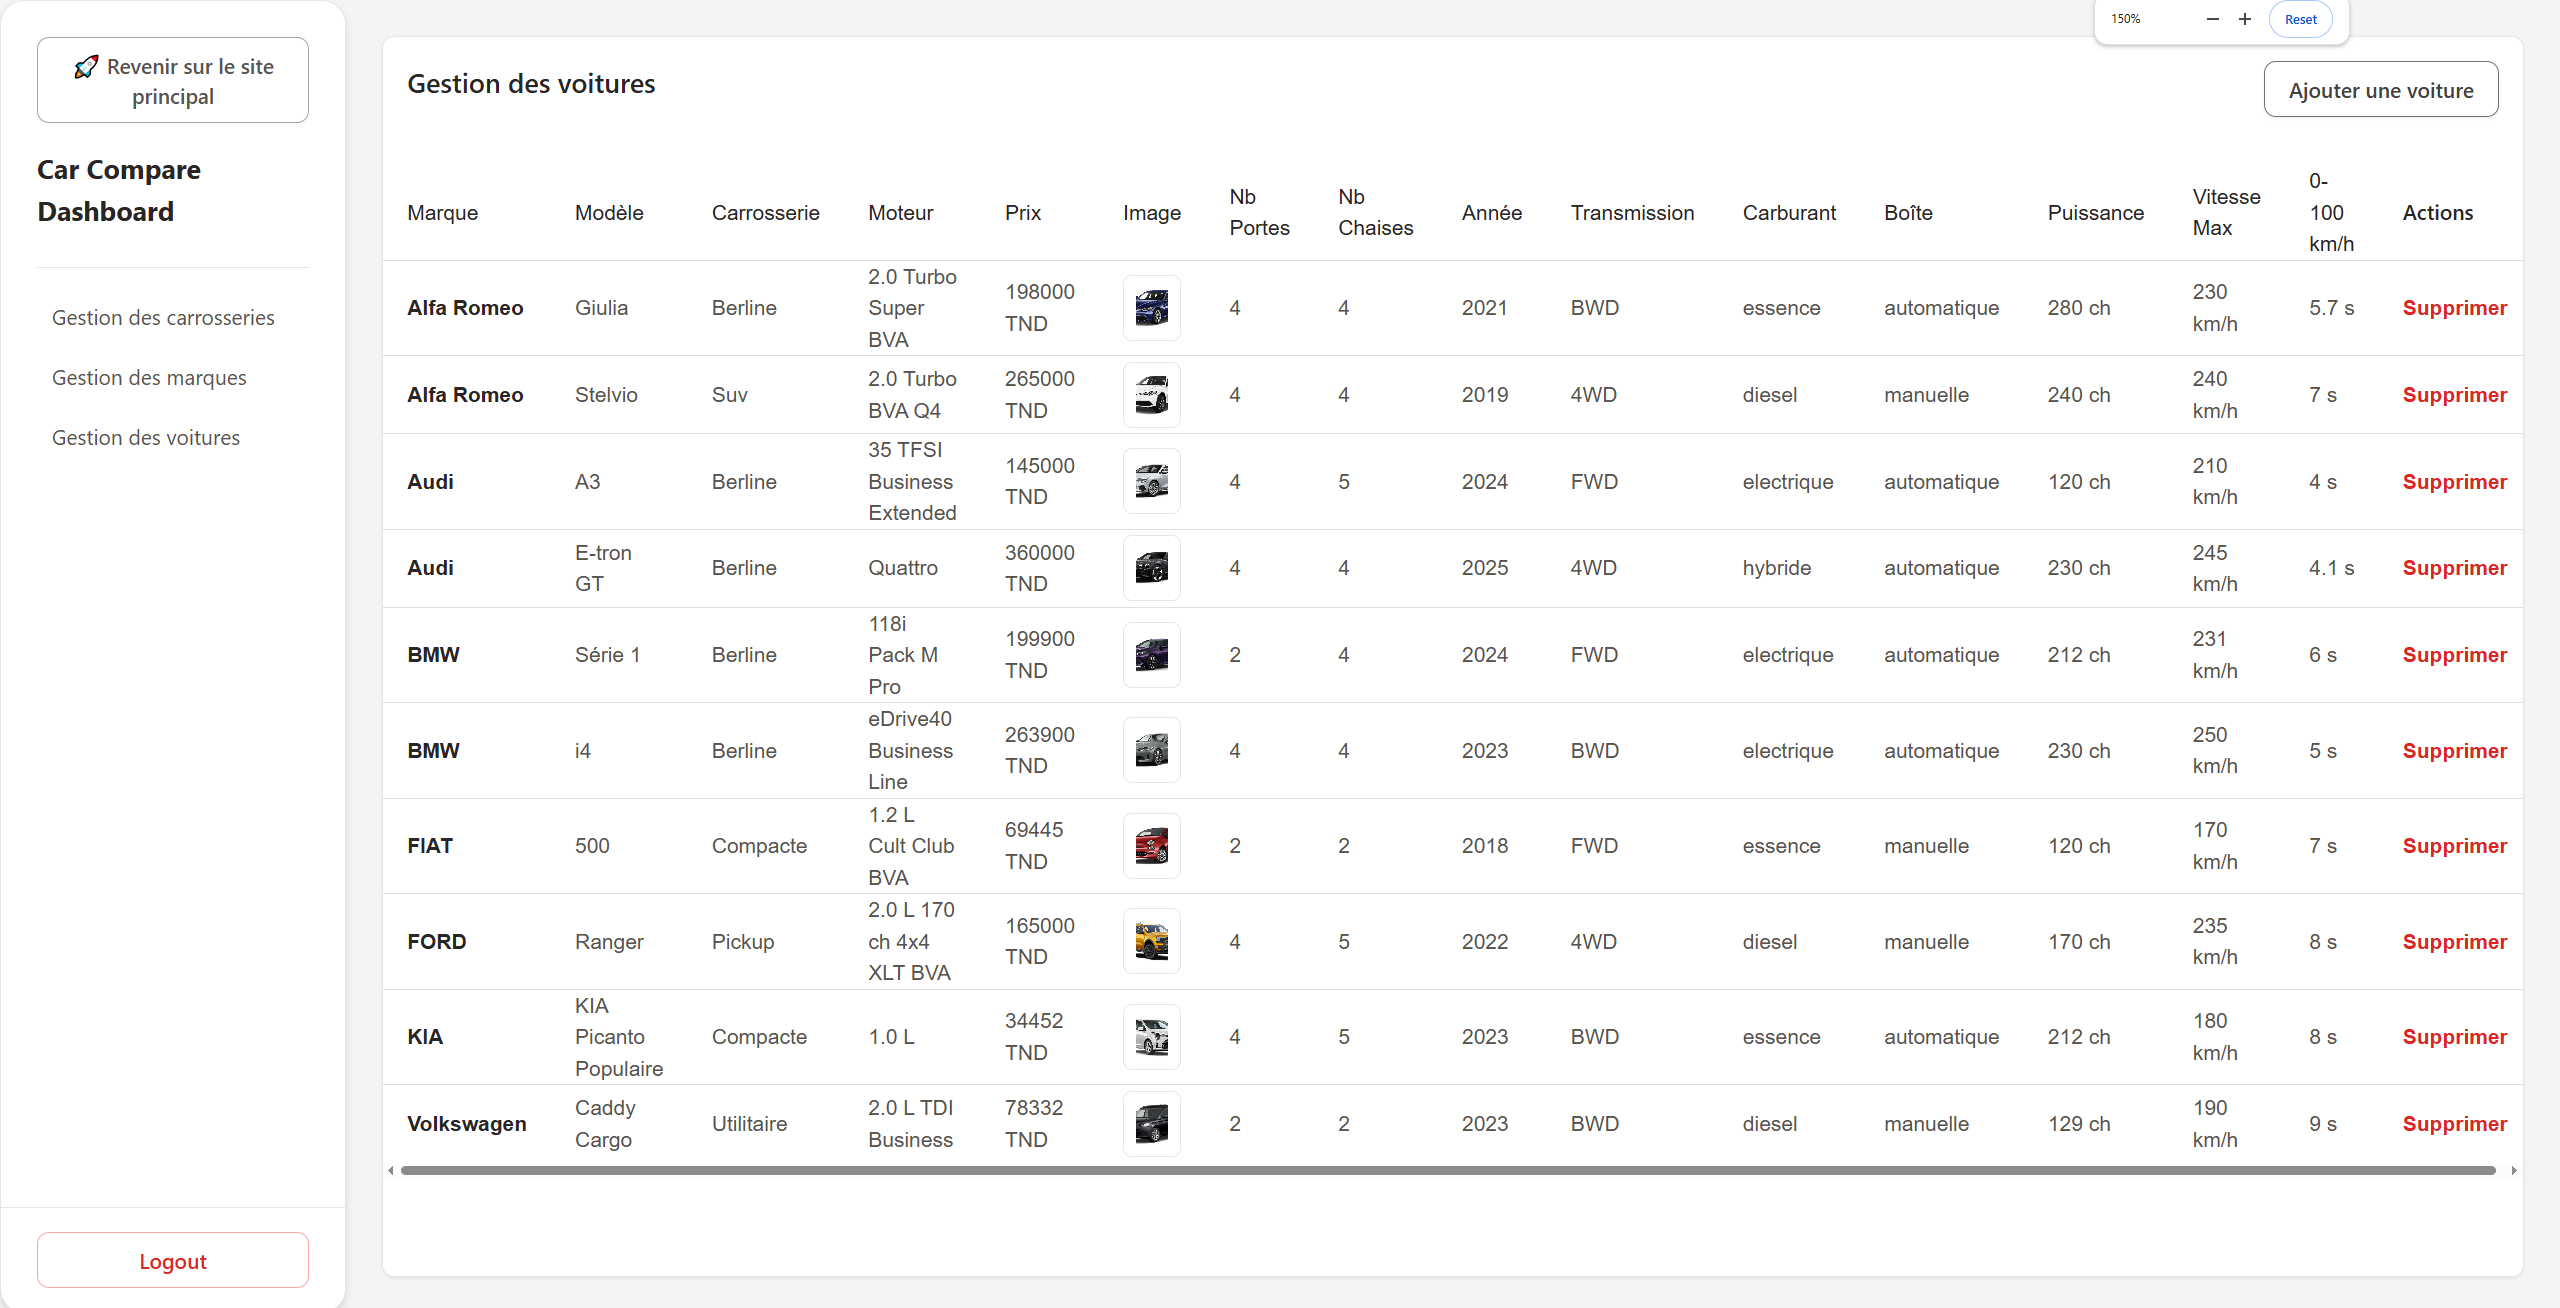 150%
Reset
🚀 Revenir sur le site
principal
Car Compare
Dashboard
Gestion des carrosseries
Gestion des marques
Gestion des voitures
Logout
Gestion des voitures
Ajouter une voiture
Marque Modèle Carrosserie Moteur Prix Image Nb Portes Nb Chaises Année Transmission Carburant Boîte Puissance Vitesse Max 0-100 km/h Actions
Alfa Romeo Giulia Berline 2.0 Turbo Super BVA 198000 TND 4 4 2021 BWD essence automatique 280 ch 230 km/h 5.7 s Supprimer
Alfa Romeo Stelvio Suv 2.0 Turbo BVA Q4 265000 TND 4 4 2019 4WD diesel manuelle 240 ch 240 km/h 7 s Supprimer
Audi A3 Berline 35 TFSI Business Extended 145000 TND 4 5 2024 FWD electrique automatique 120 ch 210 km/h 4 s Supprimer
Audi E-tron GT Berline Quattro 360000 TND 4 4 2025 4WD hybride automatique 230 ch 245 km/h 4.1 s Supprimer
BMW Série 1 Berline 118i Pack M Pro 199900 TND 2 4 2024 FWD electrique automatique 212 ch 231 km/h 6 s Supprimer
BMW i4 Berline eDrive40 Business Line 263900 TND 4 4 2023 BWD electrique automatique 230 ch 250 km/h 5 s Supprimer
FIAT 500 Compacte 1.2 L Cult Club BVA 69445 TND 2 2 2018 FWD essence manuelle 120 ch 170 km/h 7 s Supprimer
FORD Ranger Pickup 2.0 L 170 ch 4x4 XLT BVA 165000 TND 4 5 2022 4WD diesel manuelle 170 ch 235 km/h 8 s Supprimer
KIA KIA Picanto Populaire Compacte 1.0 L 34452 TND 4 5 2023 BWD essence automatique 212 ch 180 km/h 8 s Supprimer
Volkswagen Caddy Cargo Utilitaire 2.0 L TDI Business 78332 TND 2 2 2023 BWD diesel manuelle 129 ch 190 km/h 9 s Supprimer